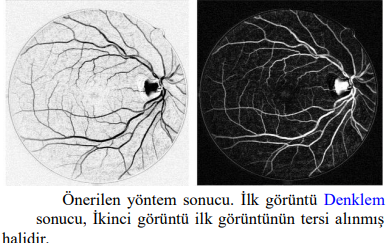 Önerilen yöntem sonucu. İlk görüntü Denklem
sonucu, İkinci görüntü ilk görüntünün tersi alınmış
halidir.